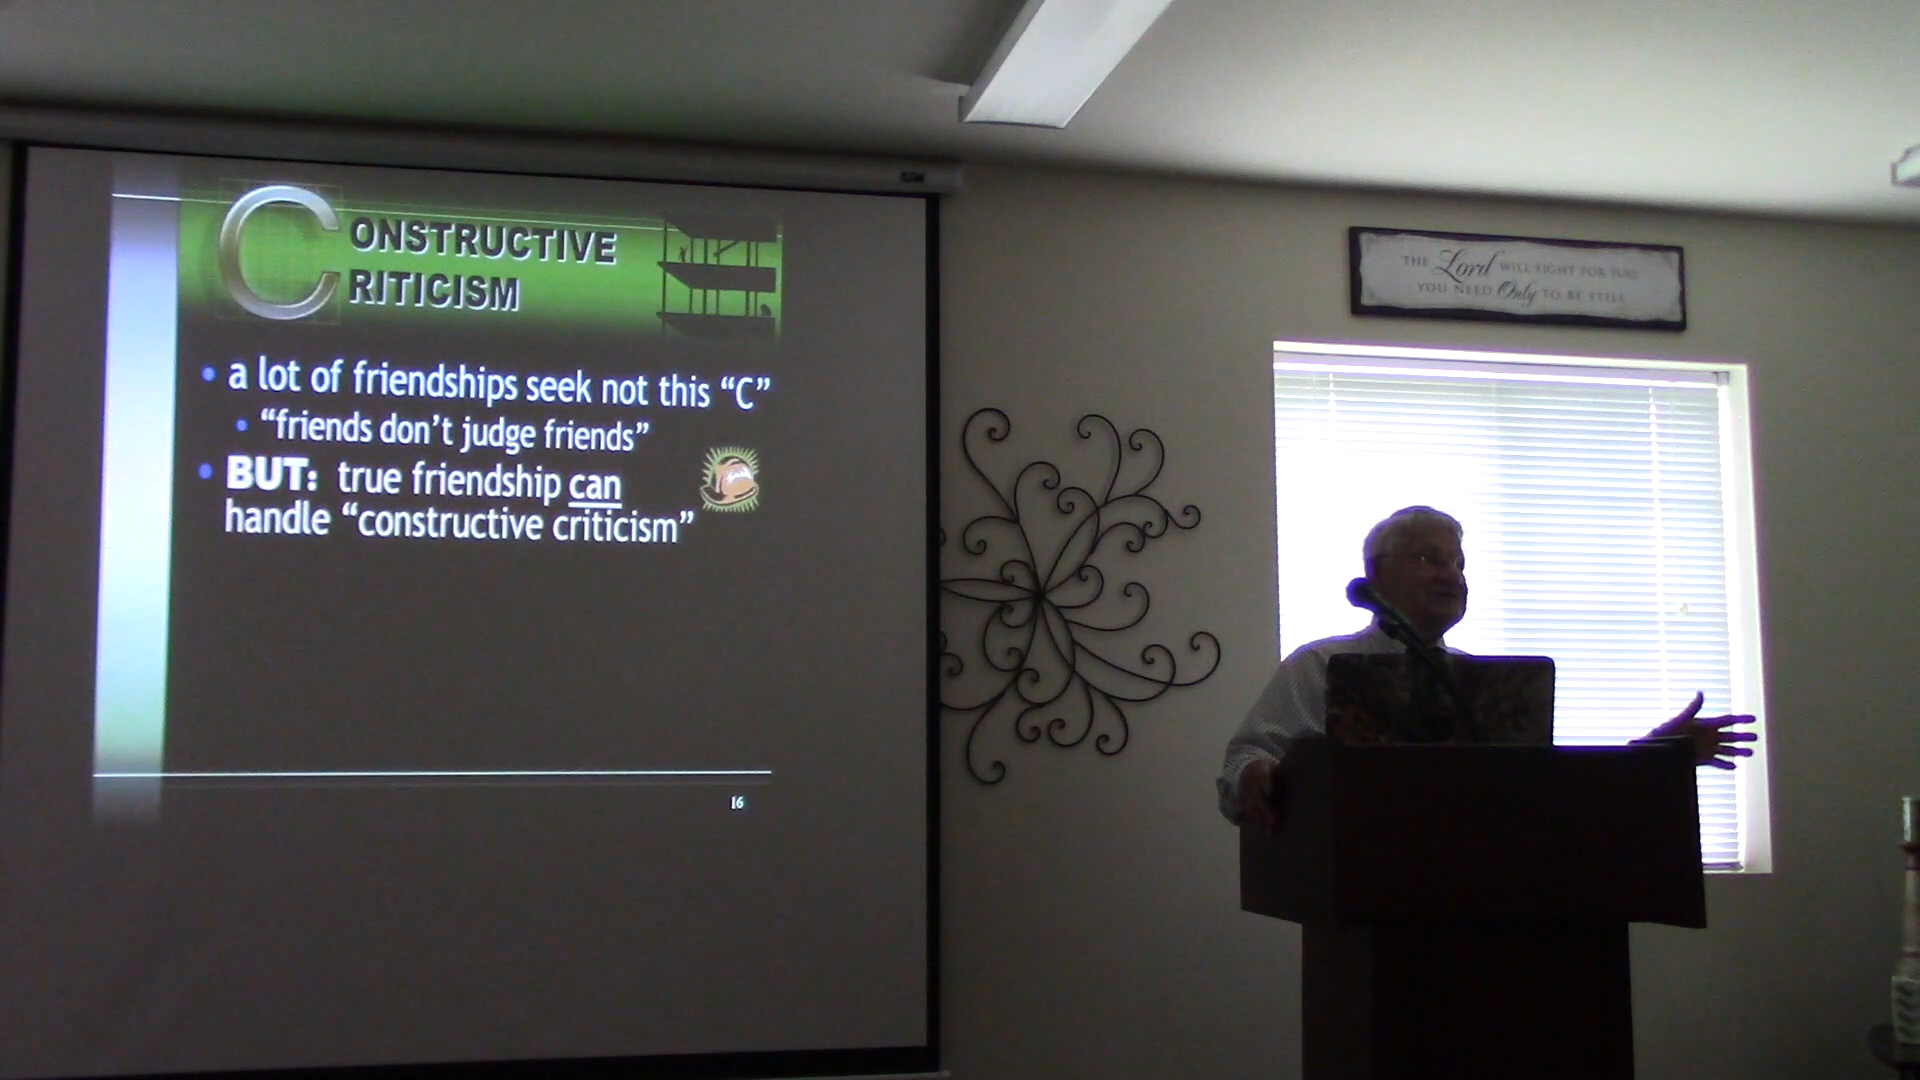 CONSTRUCTIVE
CRITICISM
• a lot of friendships seek not this “C”
• “friends don’t judge friends”
• BUT: true friendship can
handle “constructive criticism”
16
THE Lord WILL FIGHT FOR YOU
YOU NEED Only TO BE STILL